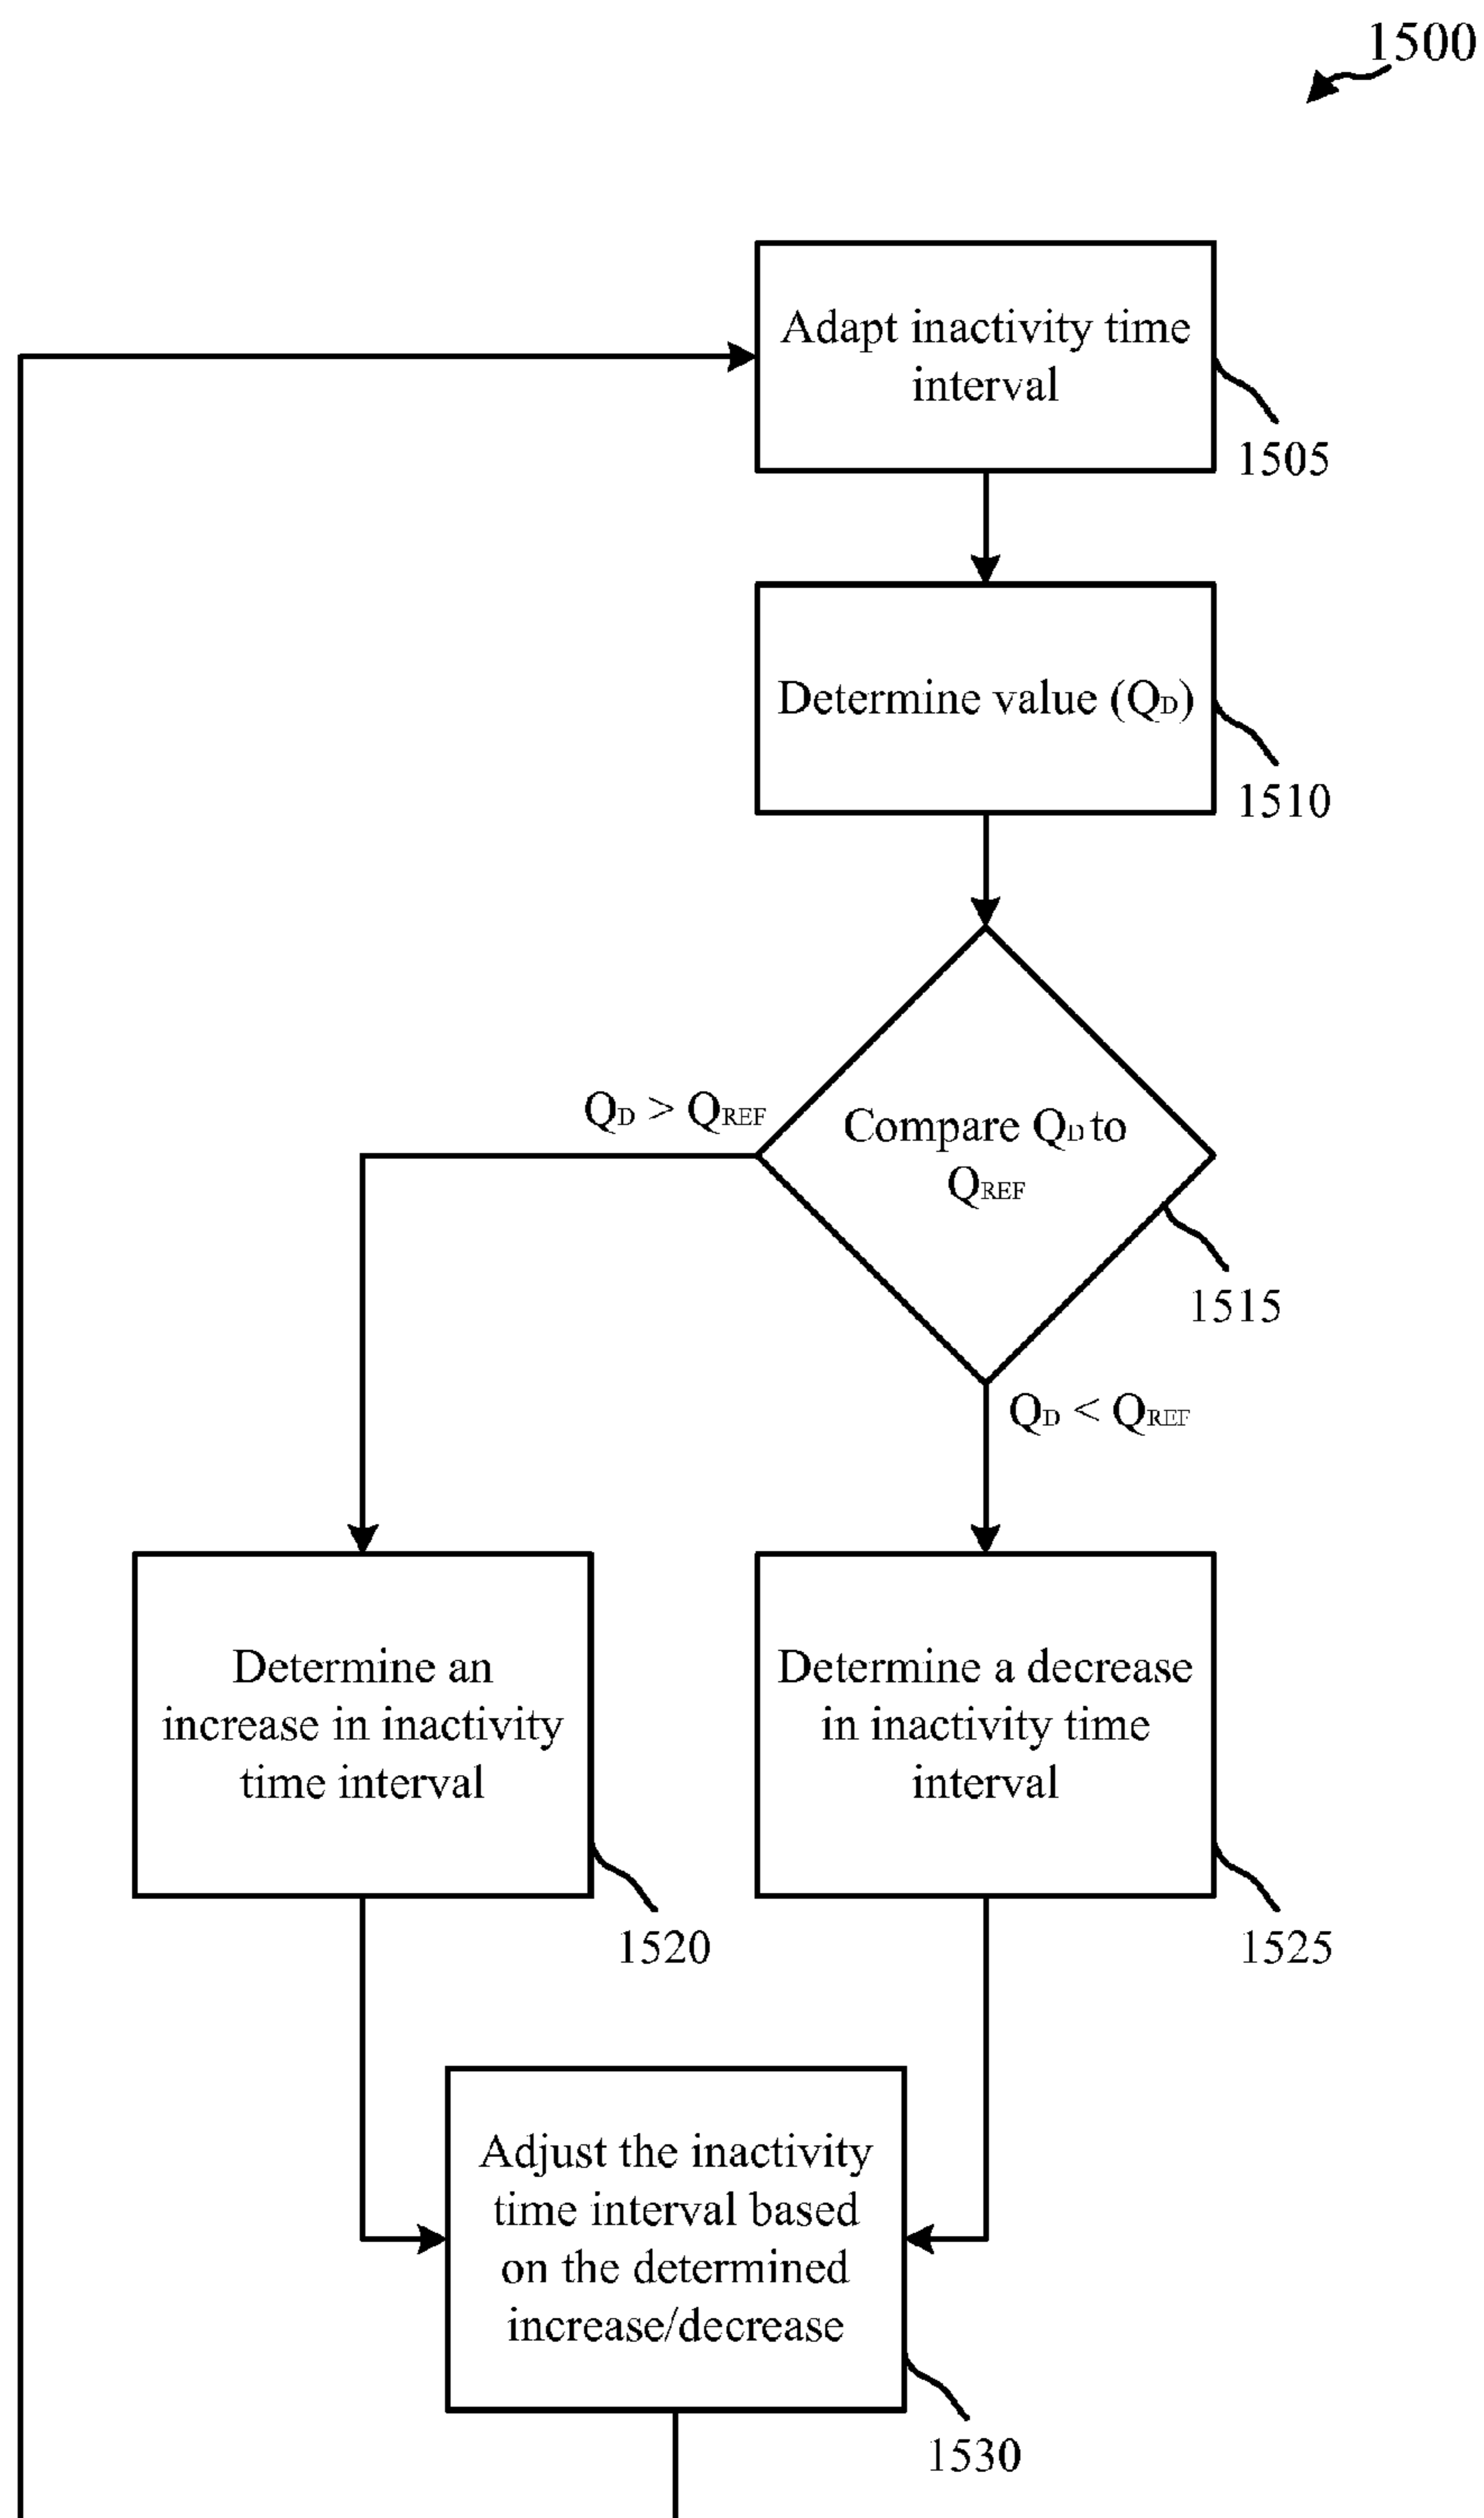 1500
Adapt inactivity time
interval
1505
Determine value (QD)
1510
QD > QREF
Compare QD to
QREF
1515
QD < QREF
Determine an
increase in inactivity
time interval
1520
Determine a decrease
in inactivity time
interval
1525
Adjust the inactivity
time interval based
on the determined
increase/decrease
1530